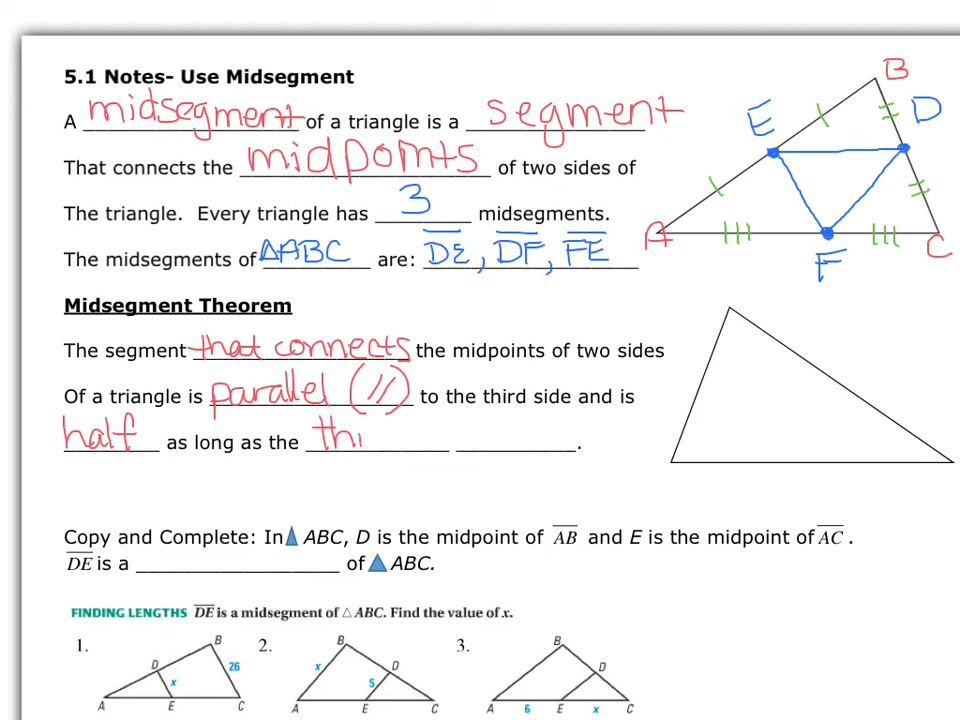 5.1 Notes- Use Midsegment
A midsegment of a triangle is a segment
That connects the midpoints of two sides of
The triangle. Every triangle has 3 midsegments.
The midsegments of △ABC are: DE, DF, FE
B
E
D
A
F
C
Midsegment Theorem
The segment that connects the midpoints of two sides
Of a triangle is parallel (//) to the third side and is
half as long as the thi
Copy and Complete: In ABC, D is the midpoint of AB and E is the midpoint of AC.
DE is a of ABC.
FINDING LENGTHS DE is a midsegment of △ABC. Find the value of x.
1.
B
D
26
x
A
E
C
2.
B
x
D
5
A
E
C
3.
B
D
A
6
E
x
C